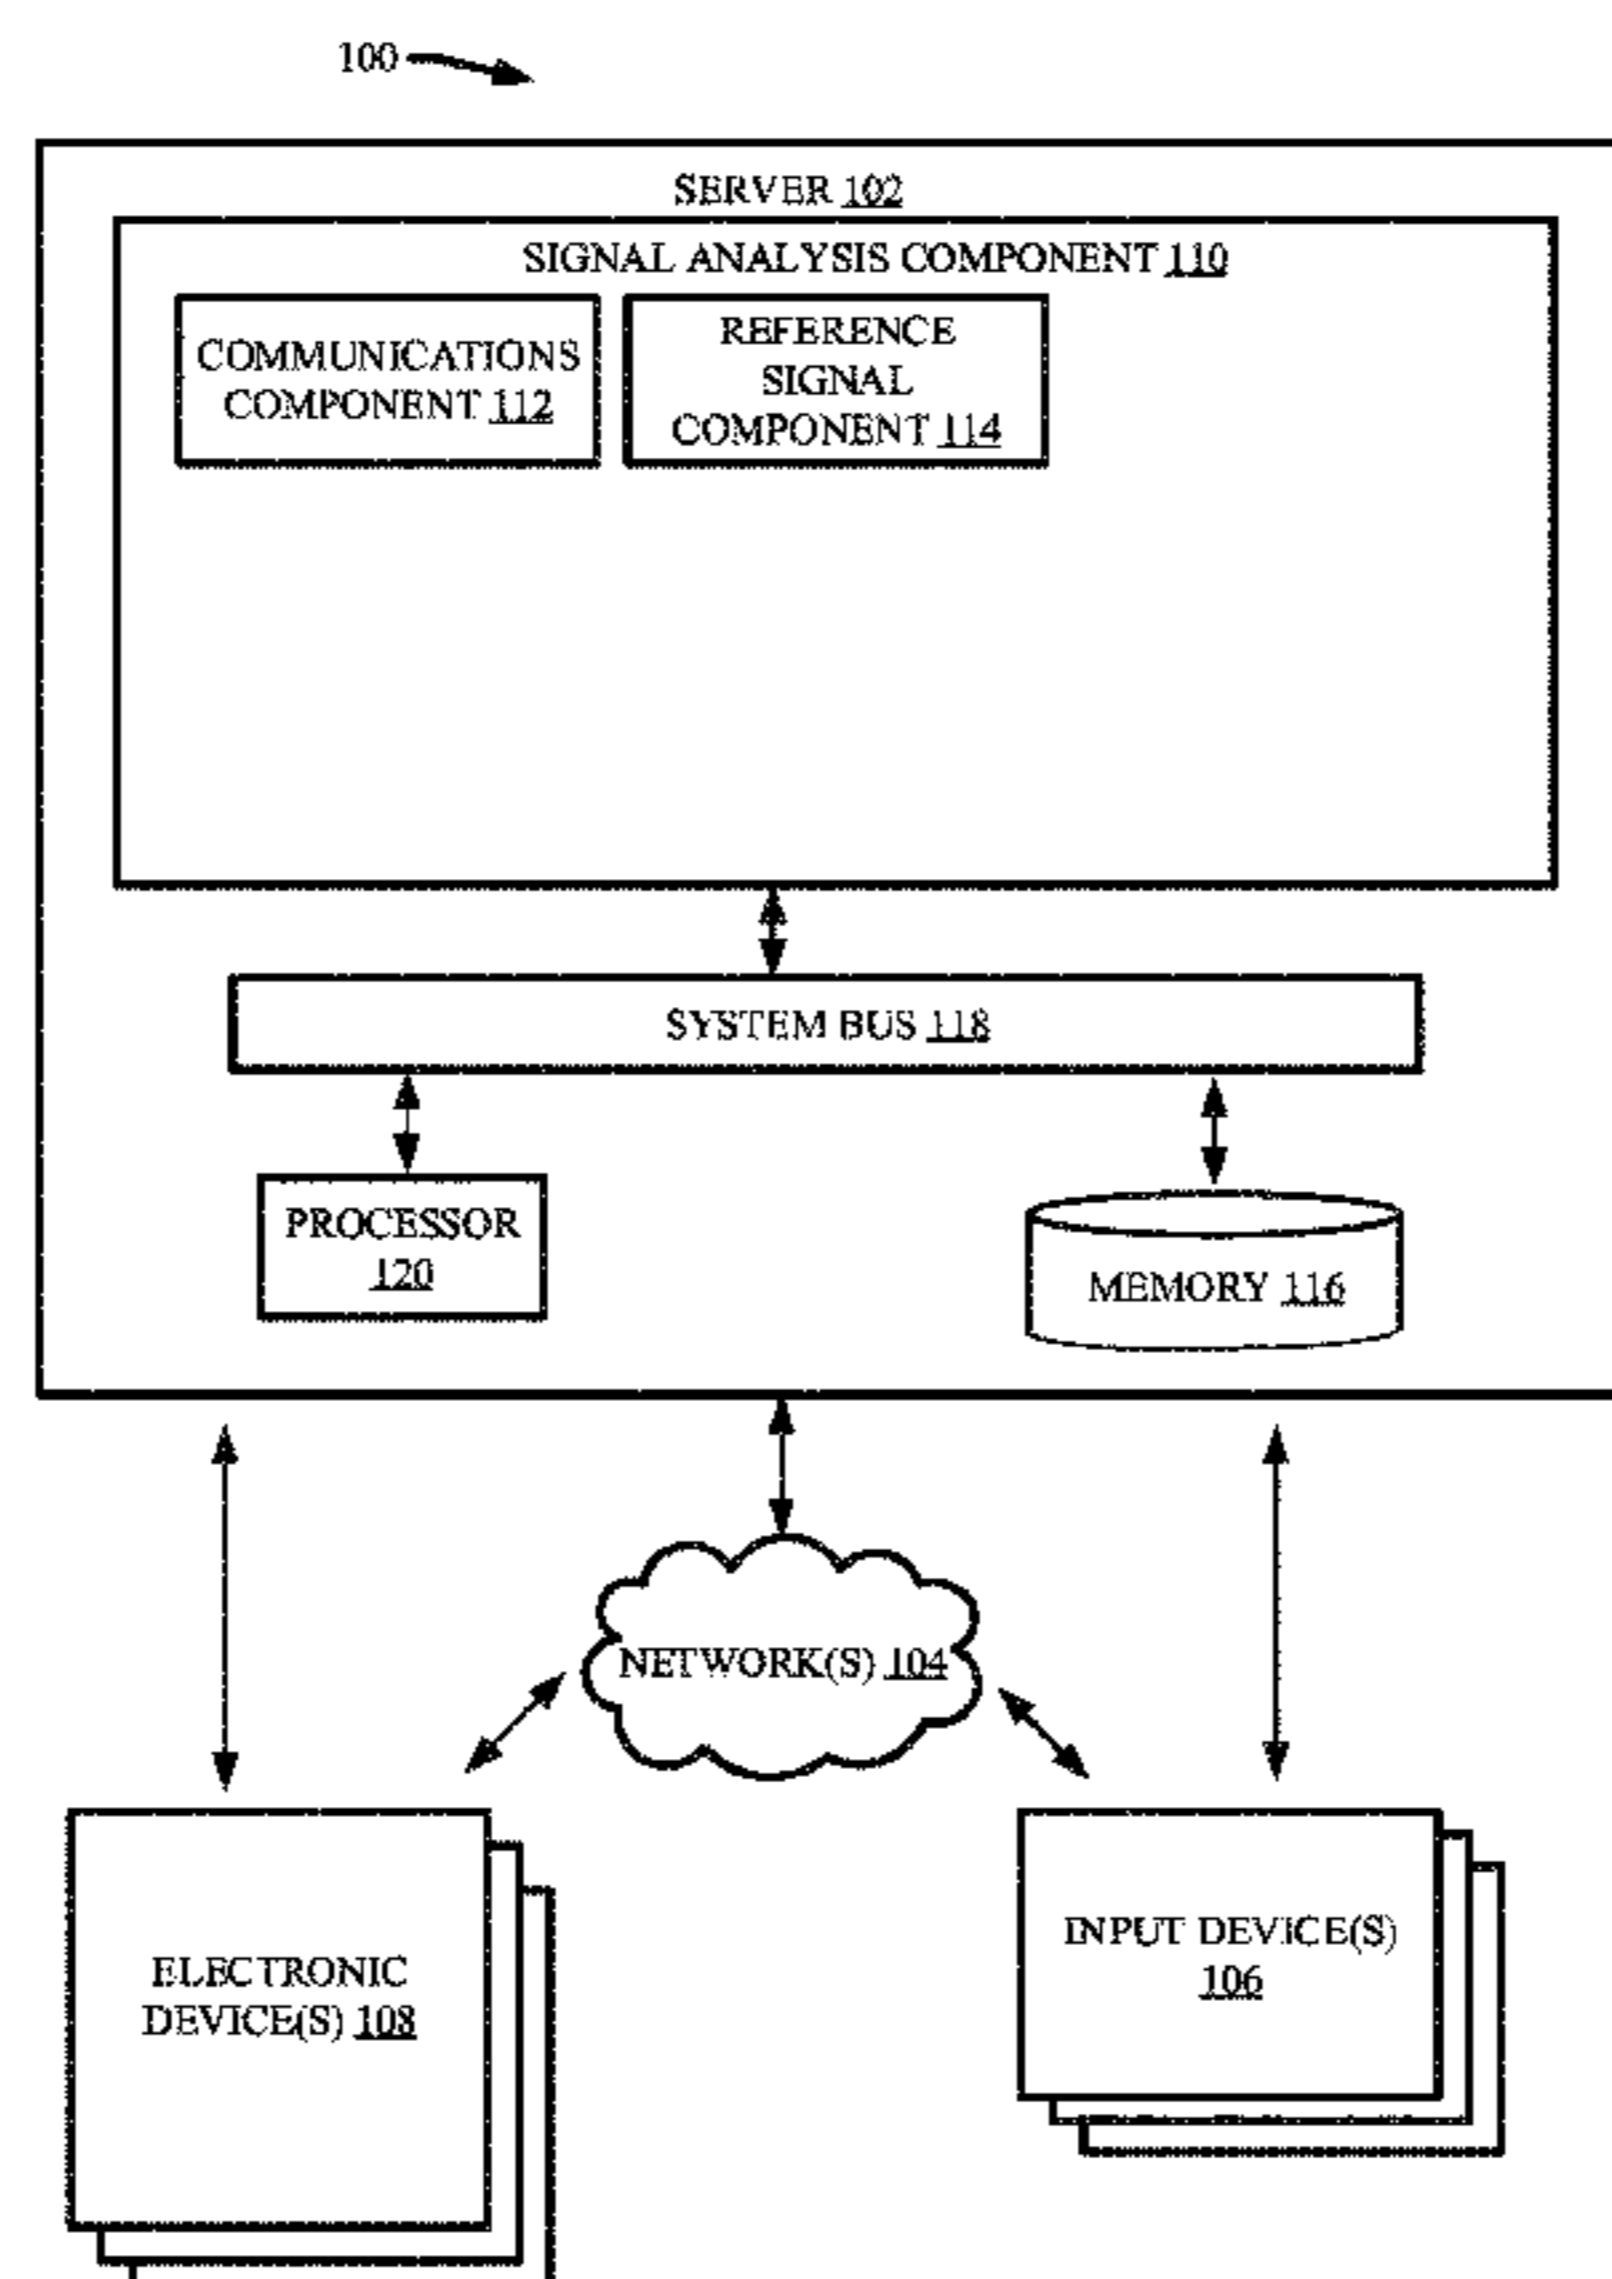 100
SERVER 102
SIGNAL ANALYSIS COMPONENT 110
COMMUNICATIONS
COMPONENT 112
REFERENCE
SIGNAL
COMPONENT 114
SYSTEM BUS 118
PROCESSOR
120
MEMORY 116
NETWORK(S) 104
ELECTRONIC
DEVICE(S) 108
INPUT DEVICE(S)
106